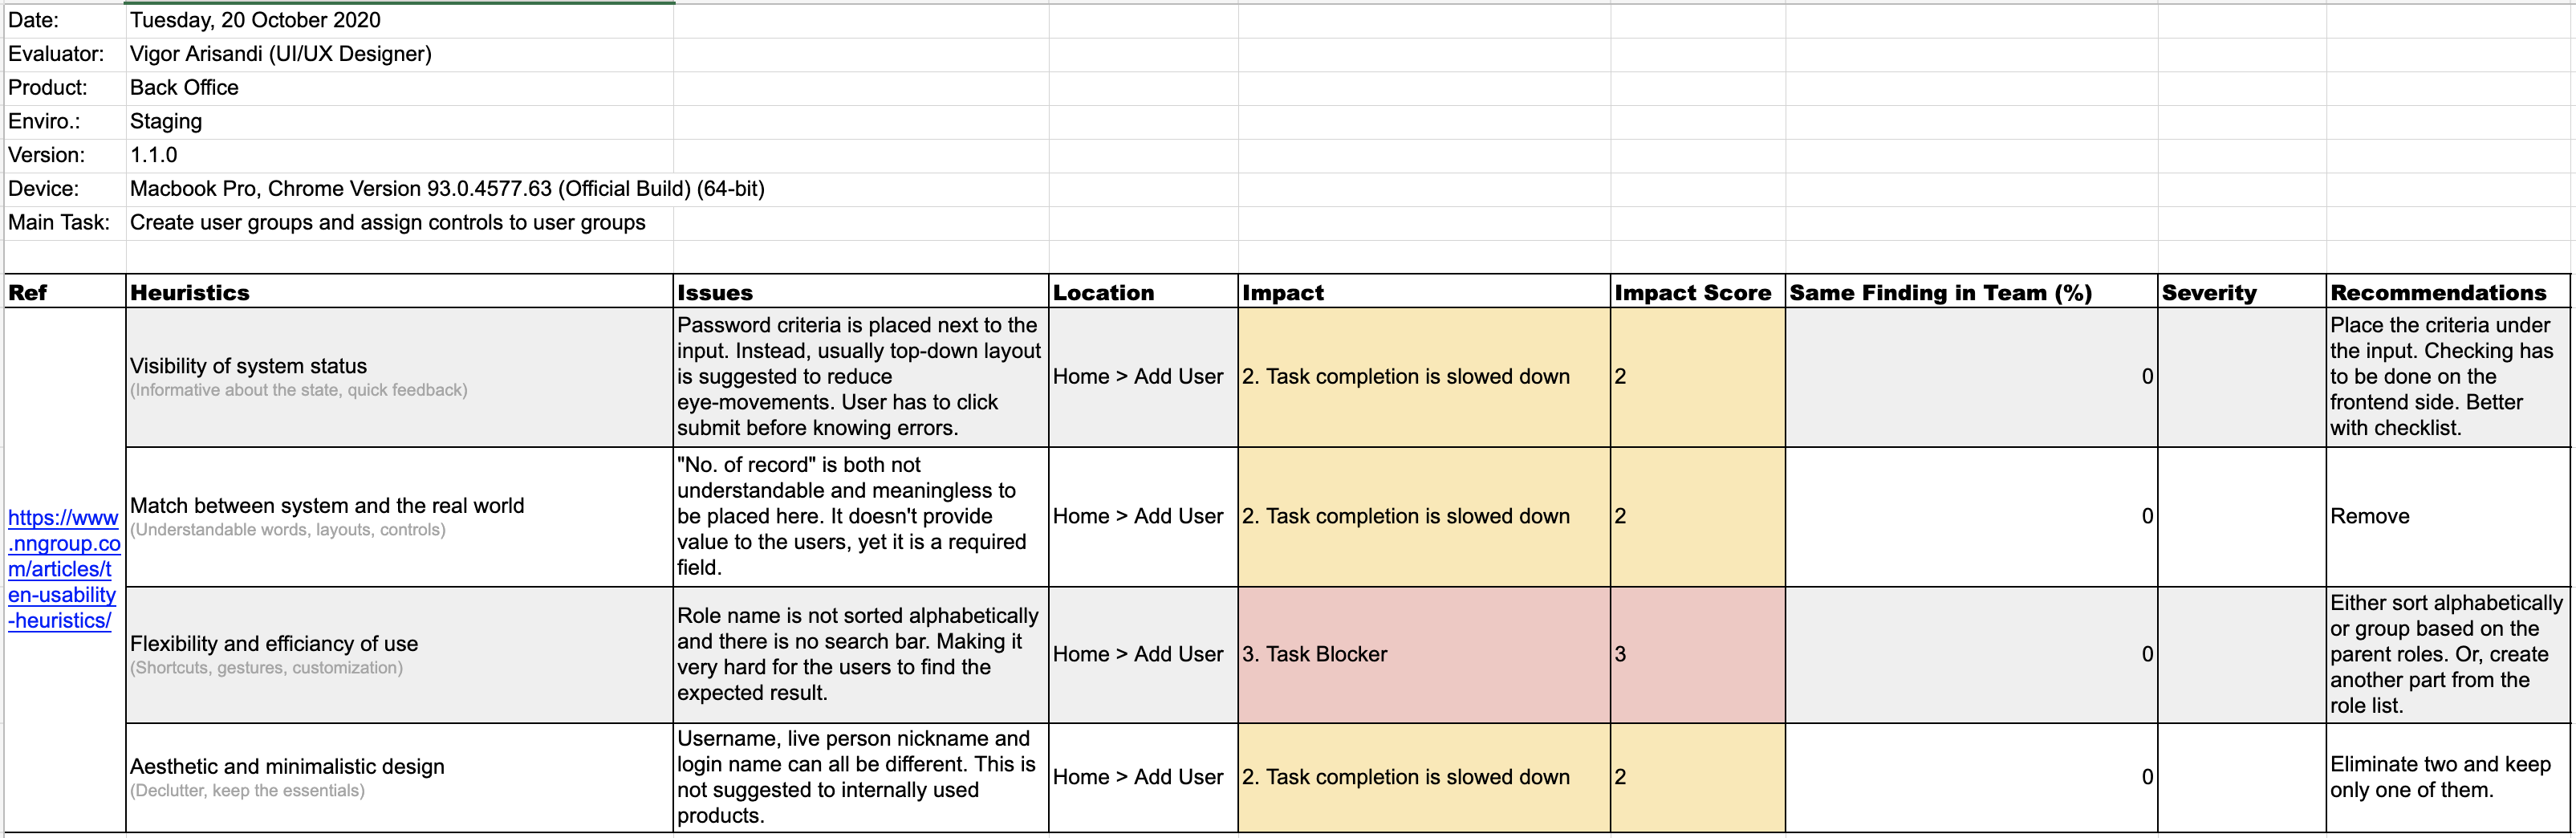 Date: Tuesday, 20 October 2020
Evaluator: Vigor Arisandi (UI/UX Designer)
Product: Back Office
Enviro.: Staging
Version: 1.1.0
Device: Macbook Pro, Chrome Version 93.0.4577.63 (Official Build) (64-bit)
Main Task: Create user groups and assign controls to user groups
Ref Heuristics Issues Location Impact Impact Score Same Finding in Team (%) Severity Recommendations
https://www
.nngroup.co
m/articles/t
en-usability
-heuristics/
Visibility of system status
(Informative about the state, quick feedback)
Password criteria is placed next to the
input. Instead, usually top-down layout
is suggested to reduce
eye-movements. User has to click
submit before knowing errors.
Home > Add User
2. Task completion is slowed down
2
0
Place the criteria under
the input. Checking has
to be done on the
frontend side. Better
with checklist.
Match between system and the real world
(Understandable words, layouts, controls)
"No. of record" is both not
understandable and meaningless to
be placed here. It doesn't provide
value to the users, yet it is a required
field.
Home > Add User
2. Task completion is slowed down
2
0
Remove
Flexibility and efficiancy of use
(Shortcuts, gestures, customization)
Role name is not sorted alphabetically
and there is no search bar. Making it
very hard for the users to find the
expected result.
Home > Add User
3. Task Blocker
3
0
Either sort alphabetically
or group based on the
parent roles. Or, create
another part from the
role list.
Aesthetic and minimalistic design
(Declutter, keep the essentials)
Username, live person nickname and
login name can all be different. This is
not suggested to internally used
products.
Home > Add User
2. Task completion is slowed down
2
0
Eliminate two and keep
only one of them.